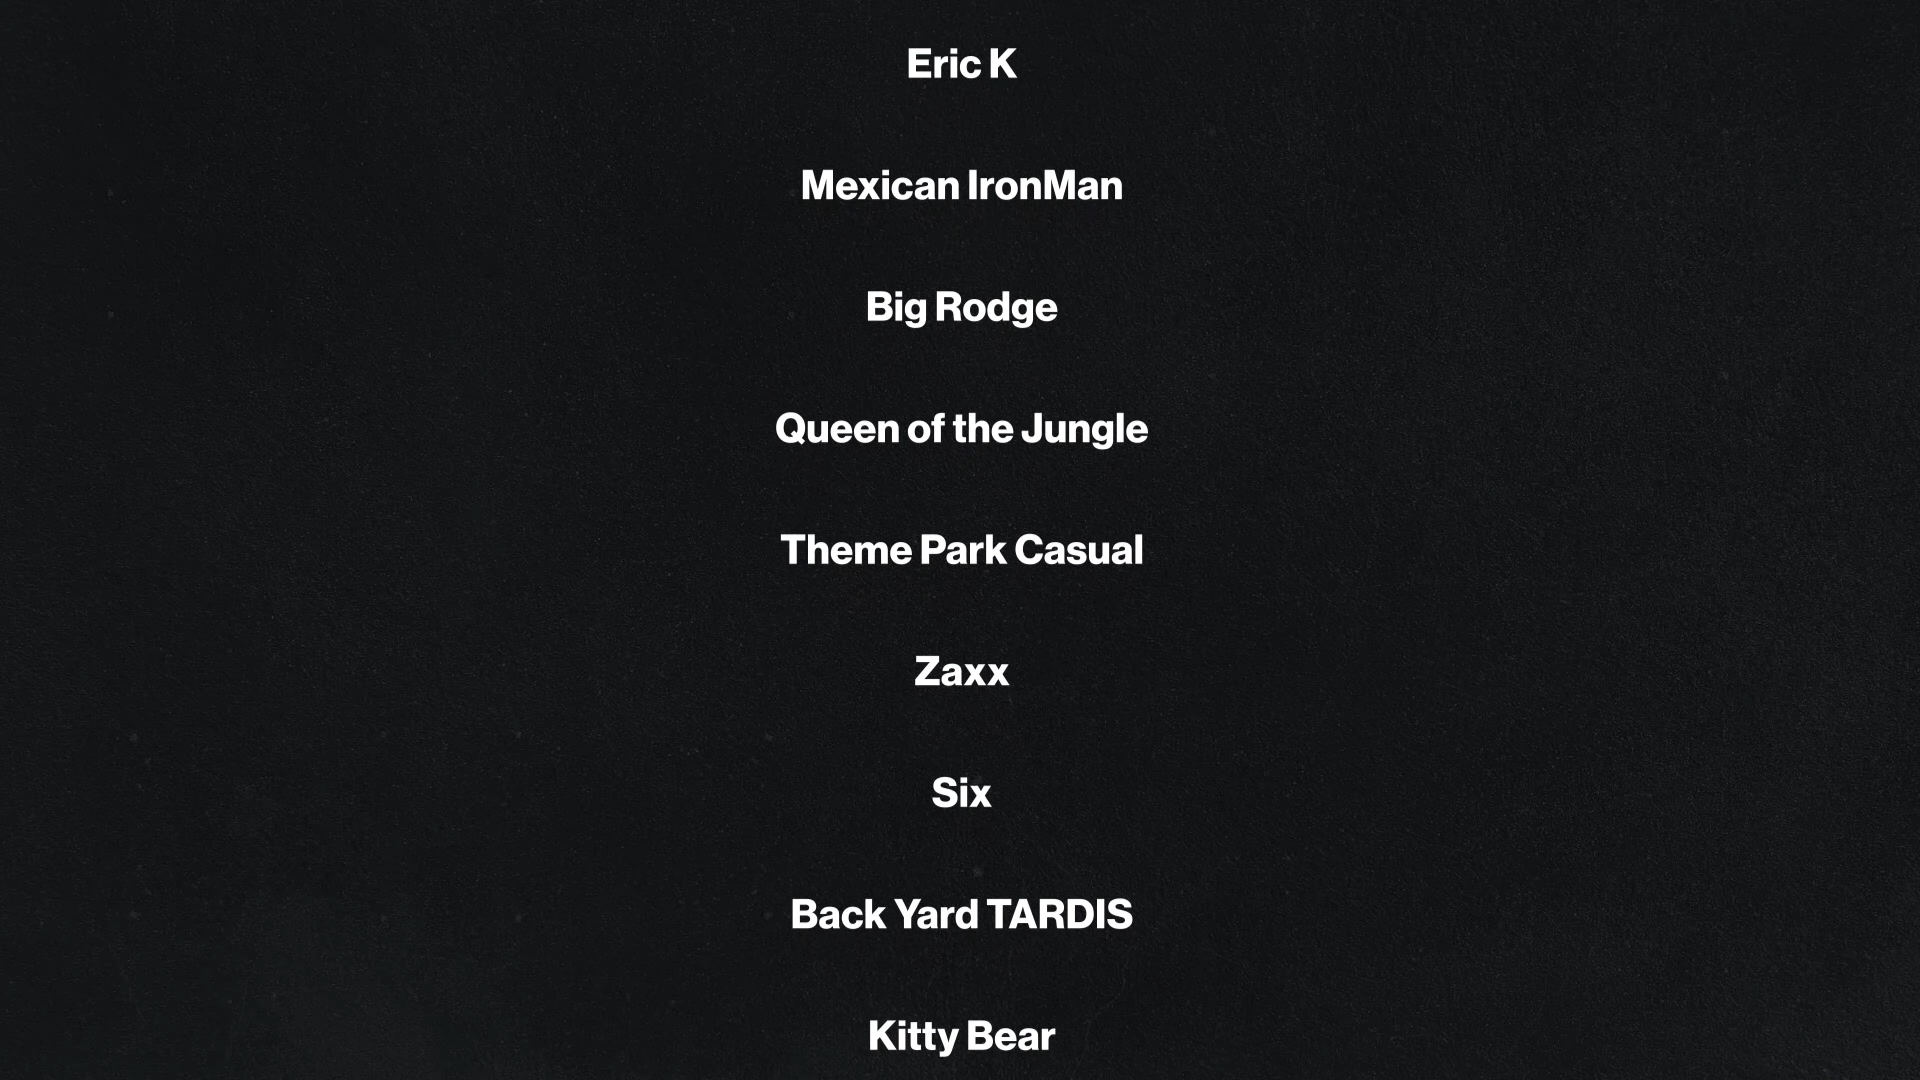 Eric K
Mexican IronMan
Big Rodge
Queen of the Jungle
Theme Park Casual
Zaxx
Six
Back Yard TARDIS
Kitty Bear